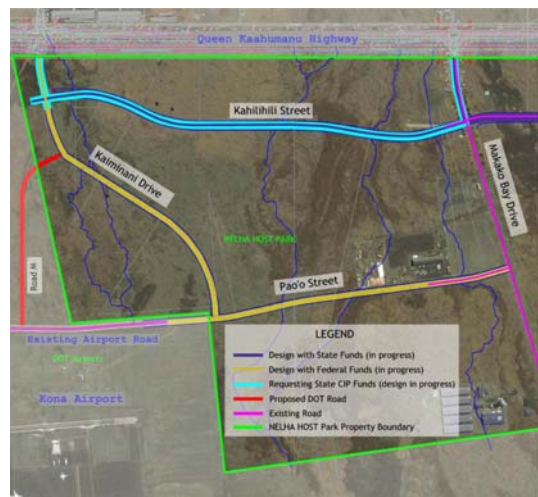 Queen Kaahumanu Highway
Kahilihili Street
Kaiminani Drive
Makako Bay Drive
Road M
NELHA HOST PARK
Pao'o Street
Existing Airport Road
DOT Airports
Kona Airport
LEGEND
Design with State Funds (in progress)
Design with Federal Funds (in progress)
Requesting State CIP Funds (design in progress)
Proposed DOT Road
Existing Road
NELHA HOST Park Property Boundary